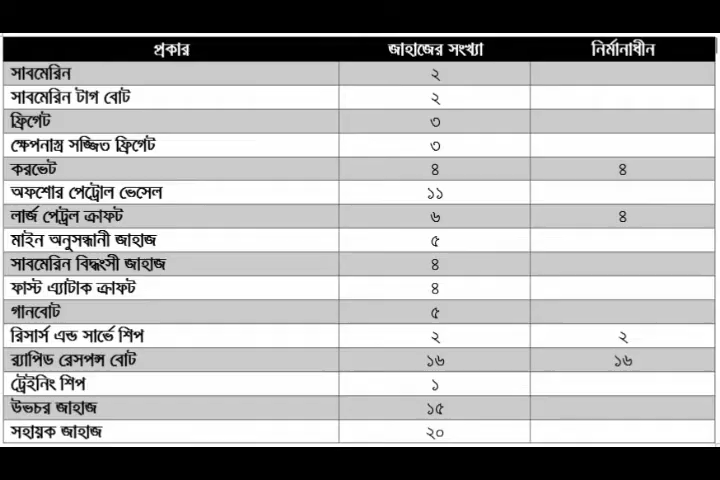 প্রকার জাহাজের সংখ্যা নির্মানাধীন
সাবমেরিন ২
সাবমেরিন টাগ বোট ২
ফ্রিগেট ৩
ক্ষেপনাস্ত্র সজ্জিত ফ্রিগেট ৩
করভেট ৪ ৪
অফশোর পেট্রোল ভেসেল ১১
লার্জ পেট্রল ক্রাফট ৬ ৪
মাইন অনুসন্ধানী জাহাজ ৫
সাবমেরিন বিদ্ধংসী জাহাজ ৪
ফাস্ট এ্যাটাক ক্রাফট ৪
গানবোট ৫
রিসার্স এন্ড সার্ভে শিপ ২ ২
র‍্যাপিড রেসপন্স বোট ১৬ ১৬
ট্রেইনিং শিপ ১
উভচর জাহাজ ১৫
সহায়ক জাহাজ ২০